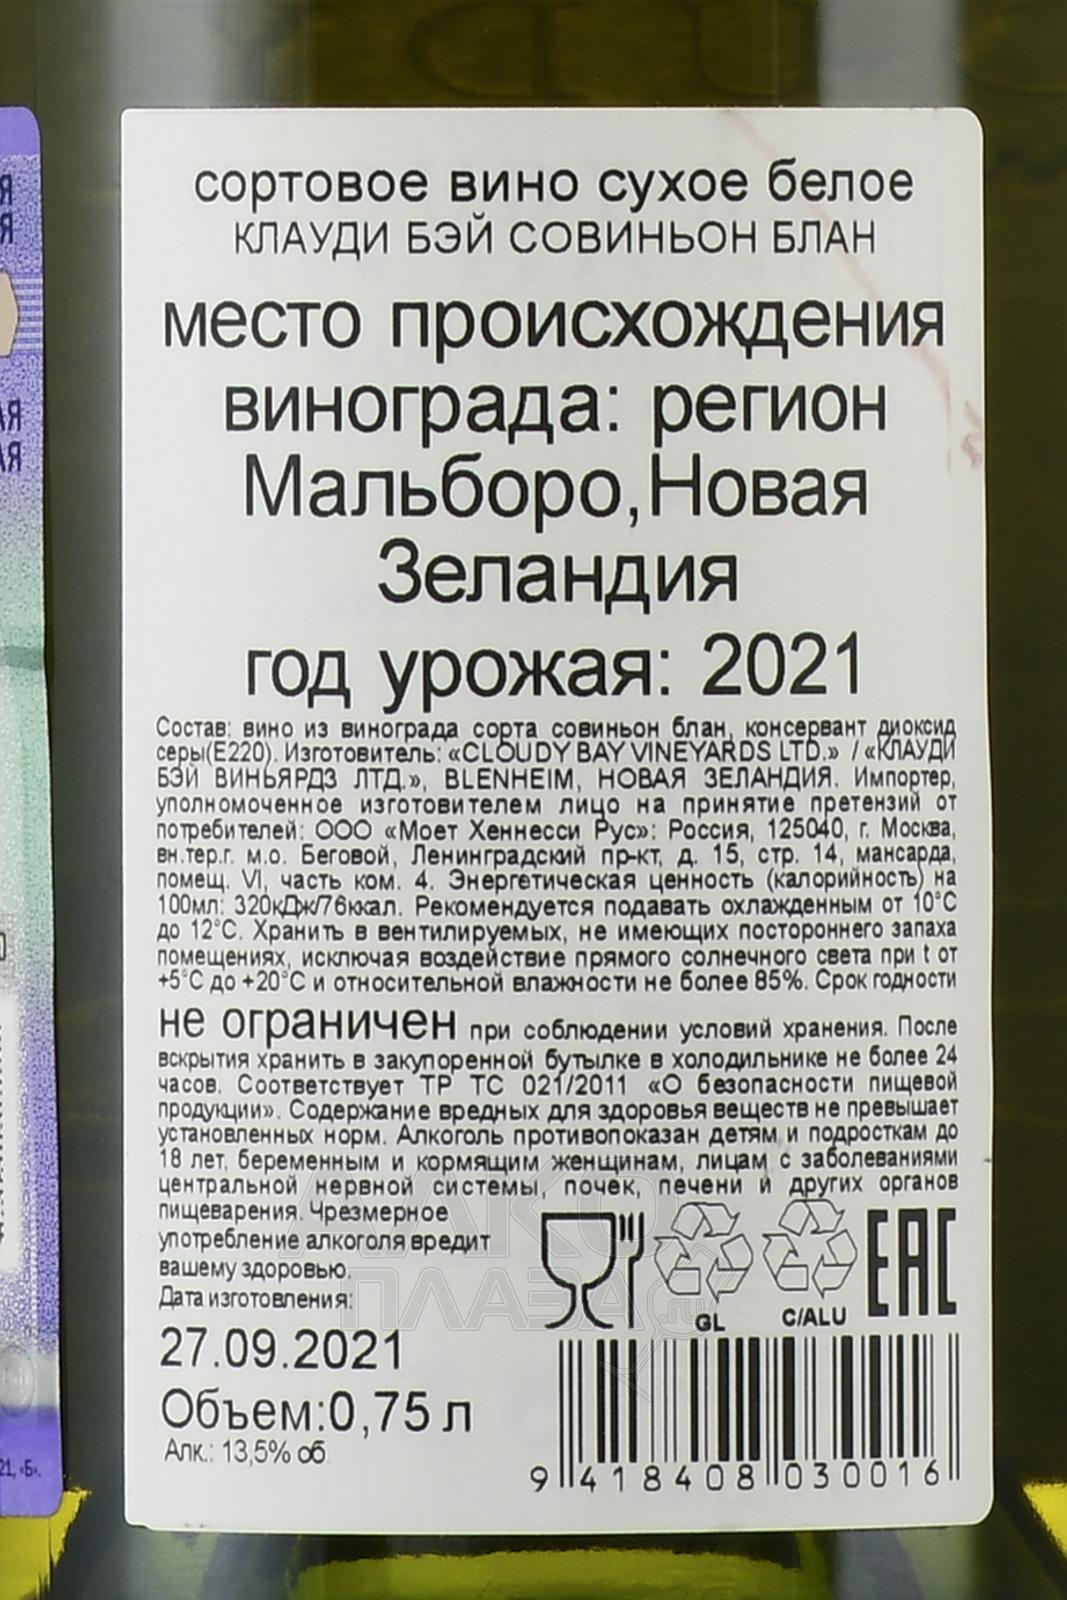 сортовое вино сухое белое
КЛАУДИ БЭЙ СОВИНЬОН БЛАН
место происхождения
винограда: регион
Мальборо,Новая
Зеландия
год урожая: 2021
Состав: вино из винограда сорта совиньон блан, консервант диоксид
серы(Е220). Изготовитель: «CLOUDY BAY VINEYARDS LTD.» / «КЛАУДИ
БЭЙ ВИНЬЯРДЗ ЛТД.», BLENHEIM, НОВАЯ ЗЕЛАНДИЯ. Импортер,
уполномоченное изготовителем лицо на принятие претензий от
потребителей: ООО «Моет Хеннесси Рус»: Россия, 125040, г. Москва,
вн.тер.г. м.о. Беговой, Ленинградский пр-кт, д. 15, стр. 14, мансарда,
помещ. VI, часть ком. 4. Энергетическая ценность (калорийность) на
100мл: 320кДж/76ккал. Рекомендуется подавать охлажденным от 10°С
до 12°С. Хранить в вентилируемых, не имеющих постороннего запаха
помещениях, исключая воздействие прямого солнечного света при t от
+5°С до +20°С и относительной влажности не более 85%. Срок годности
не ограничен при соблюдении условий хранения. После
вскрытия хранить в закупоренной бутылке в холодильнике не более 24
часов. Соответствует ТР ТС 021/2011 «О безопасности пищевой
продукции». Содержание вредных для здоровья веществ не превышает
установленных норм. Алкоголь противопоказан детям и подросткам до
18 лет, беременным и кормящим женщинам, лицам с заболеваниями
центральной нервной системы, почек, печени и других органов
пищеварения. Чрезмерное
употребление алкоголя вредит
вашему здоровью.
Дата изготовления:
27.09.2021
Объем:0,75 л
Алк.: 13,5% об
GL
C/ALU
EAC
9 418408 030016
АЛКО
ПЛАЗА.ru
21, «Б».